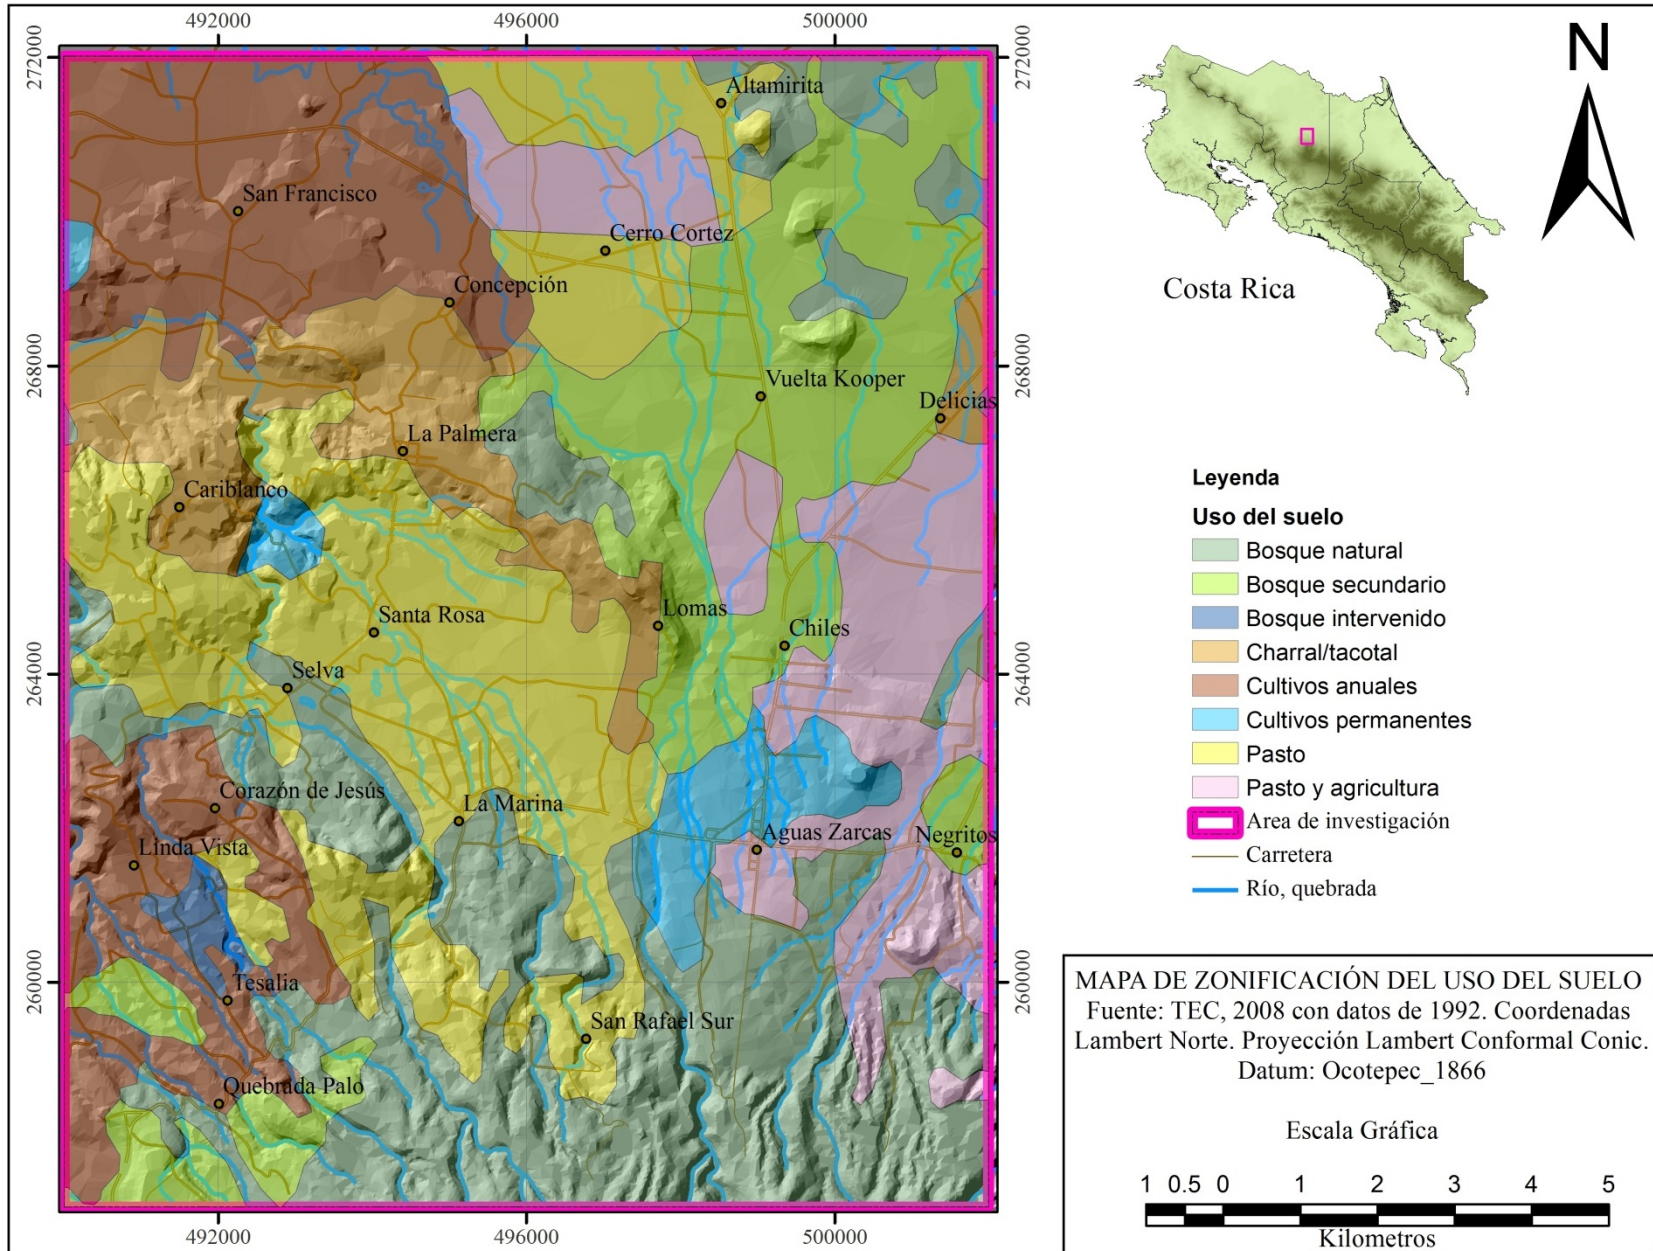 492000
496000
500000
272000
272000
Altamirita
San Francisco
Cerro Cortez
Concepción
268000
268000
Vuelta Kooper
Delicias
La Palmera
Cariblanco
Santa Rosa
Lomas
Chiles
Selva
264000
264000
Corazón de Jesús
La Marina
Linda Vista
Aguas Zarcas
Negritos
Tesalia
260000
260000
San Rafael Sur
Quebrada Palo
492000
496000
500000
N
Costa Rica
Leyenda
Uso del suelo
Bosque natural
Bosque secundario
Bosque intervenido
Charral/tacotal
Cultivos anuales
Cultivos permanentes
Pasto
Pasto y agricultura
Area de investigación
Carretera
Río, quebrada
MAPA DE ZONIFICACIÓN DEL USO DEL SUELO
Fuente: TEC, 2008 con datos de 1992. Coordenadas
Lambert Norte. Proyección Lambert Conformal Conic.
Datum: Ocotepec_1866
Escala Gráfica
1 0.5 0 1 2 3 4 5
Kilometros